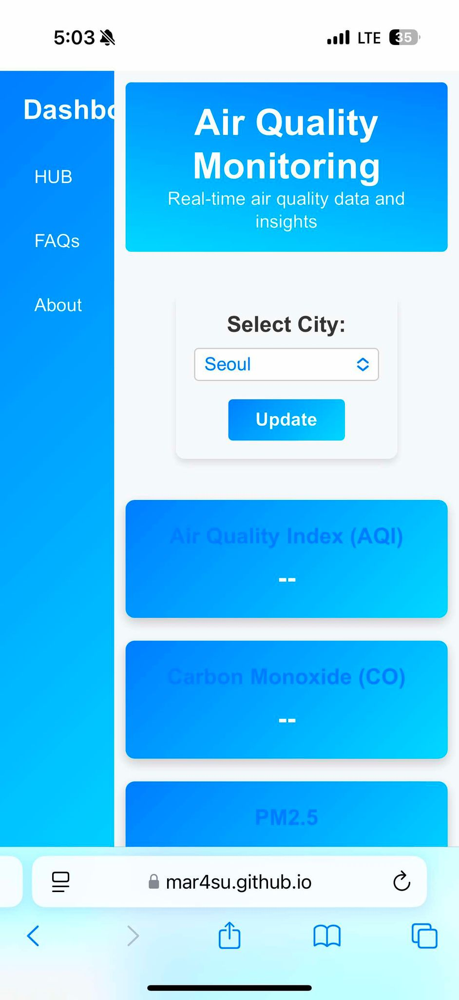 5:03
LTE
35
Dashbo
HUB
FAQs
About
Air Quality
Monitoring
Real-time air quality data and
insights
Select City:
Seoul
Update
Air Quality Index (AQI)
--
Carbon Monoxide (CO)
--
PM2.5
mar4su.github.io